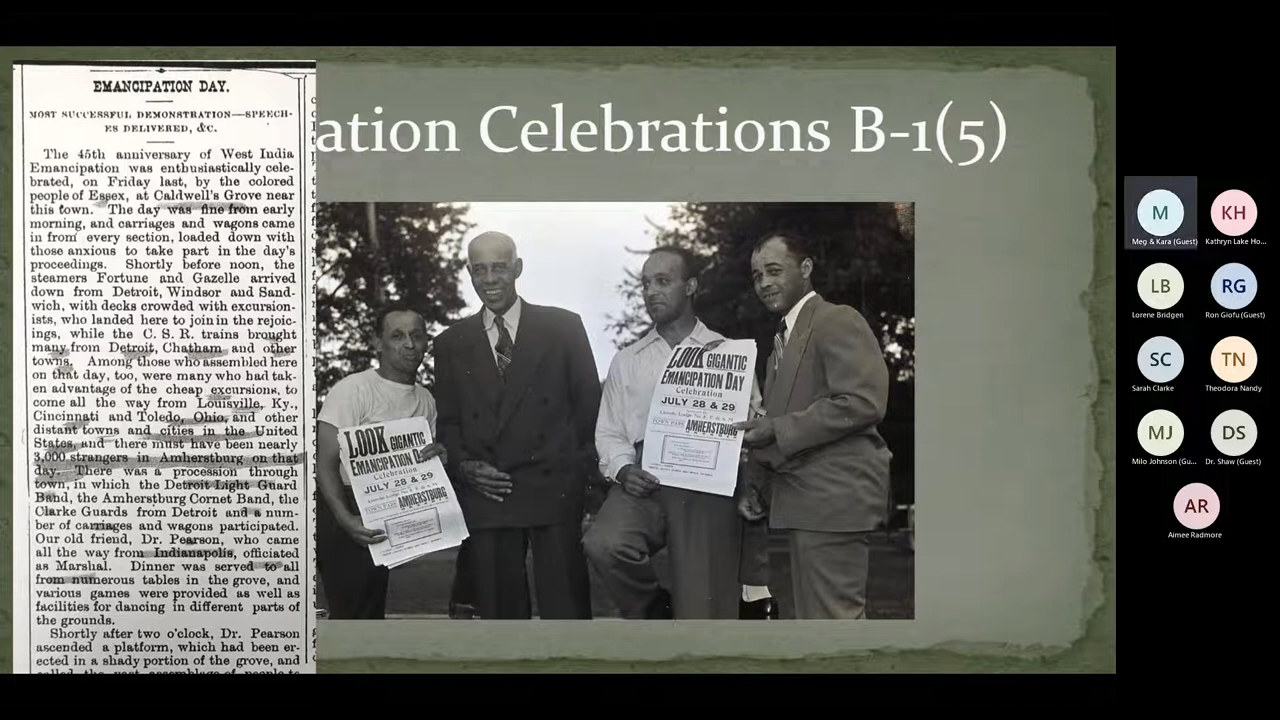 EMANCIPATION DAY.
MOST SUCCESSFUL DEMONSTRATION—SPEECH-
ES DELIVERED, &C.
The 45th anniversary of West India
Emancipation was enthusiastically cele-
brated, on Friday last, by the colored
people of Essex, at Caldwell's Grove near
this town. The day was fine from early
morning, and carriages and wagons came
in from every section, loaded down with
those anxious to take part in the day's
proceedings. Shortly before noon, the
steamers Fortune and Gazelle arrived
down from Detroit, Windsor and Sand-
wich, with decks crowded with excursion-
ists, who landed here to join in the rejoic-
ings, while the C. S. R. trains brought
many from Detroit, Chatham and other
towns. Among those who assembled here
on that day, too, were many who had tak-
en advantage of the cheap excursions, to
come all the way from Louisville, Ky.,
Cincinnati and Toledo, Ohio, and other
distant towns and cities in the United
States, and there must have been nearly
3,000 strangers in Amherstburg on that
day. There was a procession through
town, in which the Detroit Light Guard
Band, the Amherstburg Cornet Band, the
Clarke Guards from Detroit and a num-
ber of carriages and wagons participated.
Our old friend, Dr. Pearson, who came
all the way from Indianapolis, officiated
as Marshal. Dinner was served to all
from numerous tables in the grove, and
various games were provided as well as
facilities for dancing in different parts of
the grounds.
Shortly after two o'clock, Dr. Pearson
ascended a platform, which had been er-
ected in a shady portion of the grove, and
ation Celebrations B-1(5)
LOOK GIGANTIC
EMANCIPATION D
Celebration
JULY 28 & 29
TOWN PARK AMHERSTBURG
LOOK GIGANTIC
EMANCIPATION DAY
Celebration
JULY 28 & 29
TOWN PARK AMHERSTBURG
M
Meg & Kara (Guest)
KH
Kathryn Lake Ho...
LB
Lorene Bridgen
RG
Ron Giofu (Guest)
SC
Sarah Clarke
TN
Theodora Nandy
MJ
Milo Johnson (Gu...
DS
Dr. Shaw (Guest)
AR
Aimee Radmore